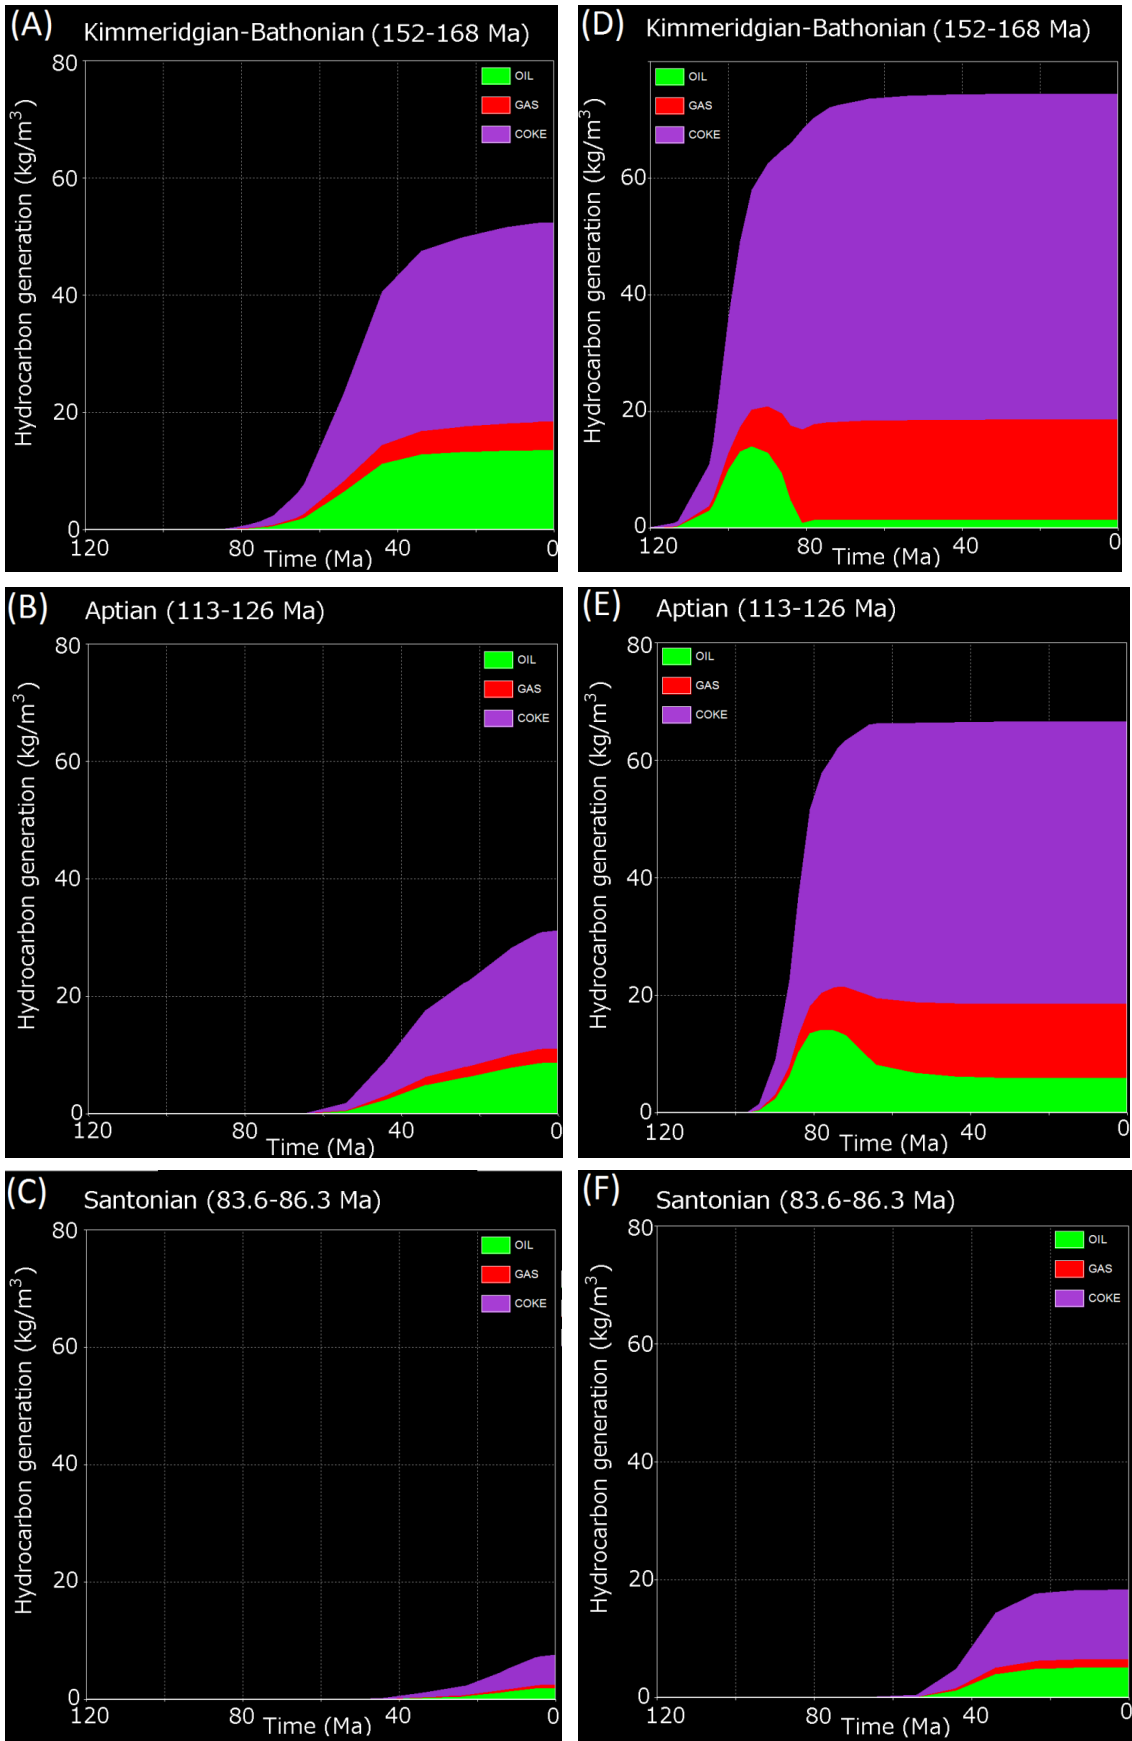 (A) Kimmeridgian-Bathonian (152-168 Ma)
Hydrocarbon generation (kg/m³)
80
60
40
20
0
OIL
GAS
COKE
120
80
40
0
Time (Ma)
(D) Kimmeridgian-Bathonian (152-168 Ma)
Hydrocarbon generation (kg/m³)
60
40
20
0
OIL
GAS
COKE
120
80
40
0
Time (Ma)
(B) Aptian (113-126 Ma)
Hydrocarbon generation (kg/m³)
80
60
40
20
0
OIL
GAS
COKE
120
80
40
0
Time (Ma)
(E) Aptian (113-126 Ma)
Hydrocarbon generation (kg/m³)
80
60
40
20
0
OIL
GAS
COKE
120
80
40
0
Time (Ma)
(C) Santonian (83.6-86.3 Ma)
Hydrocarbon generation (kg/m³)
80
60
40
20
0
OIL
GAS
COKE
120
80
40
0
Time (Ma)
(F) Santonian (83.6-86.3 Ma)
Hydrocarbon generation (kg/m³)
80
60
40
20
0
OIL
GAS
COKE
120
80
40
0
Time (Ma)